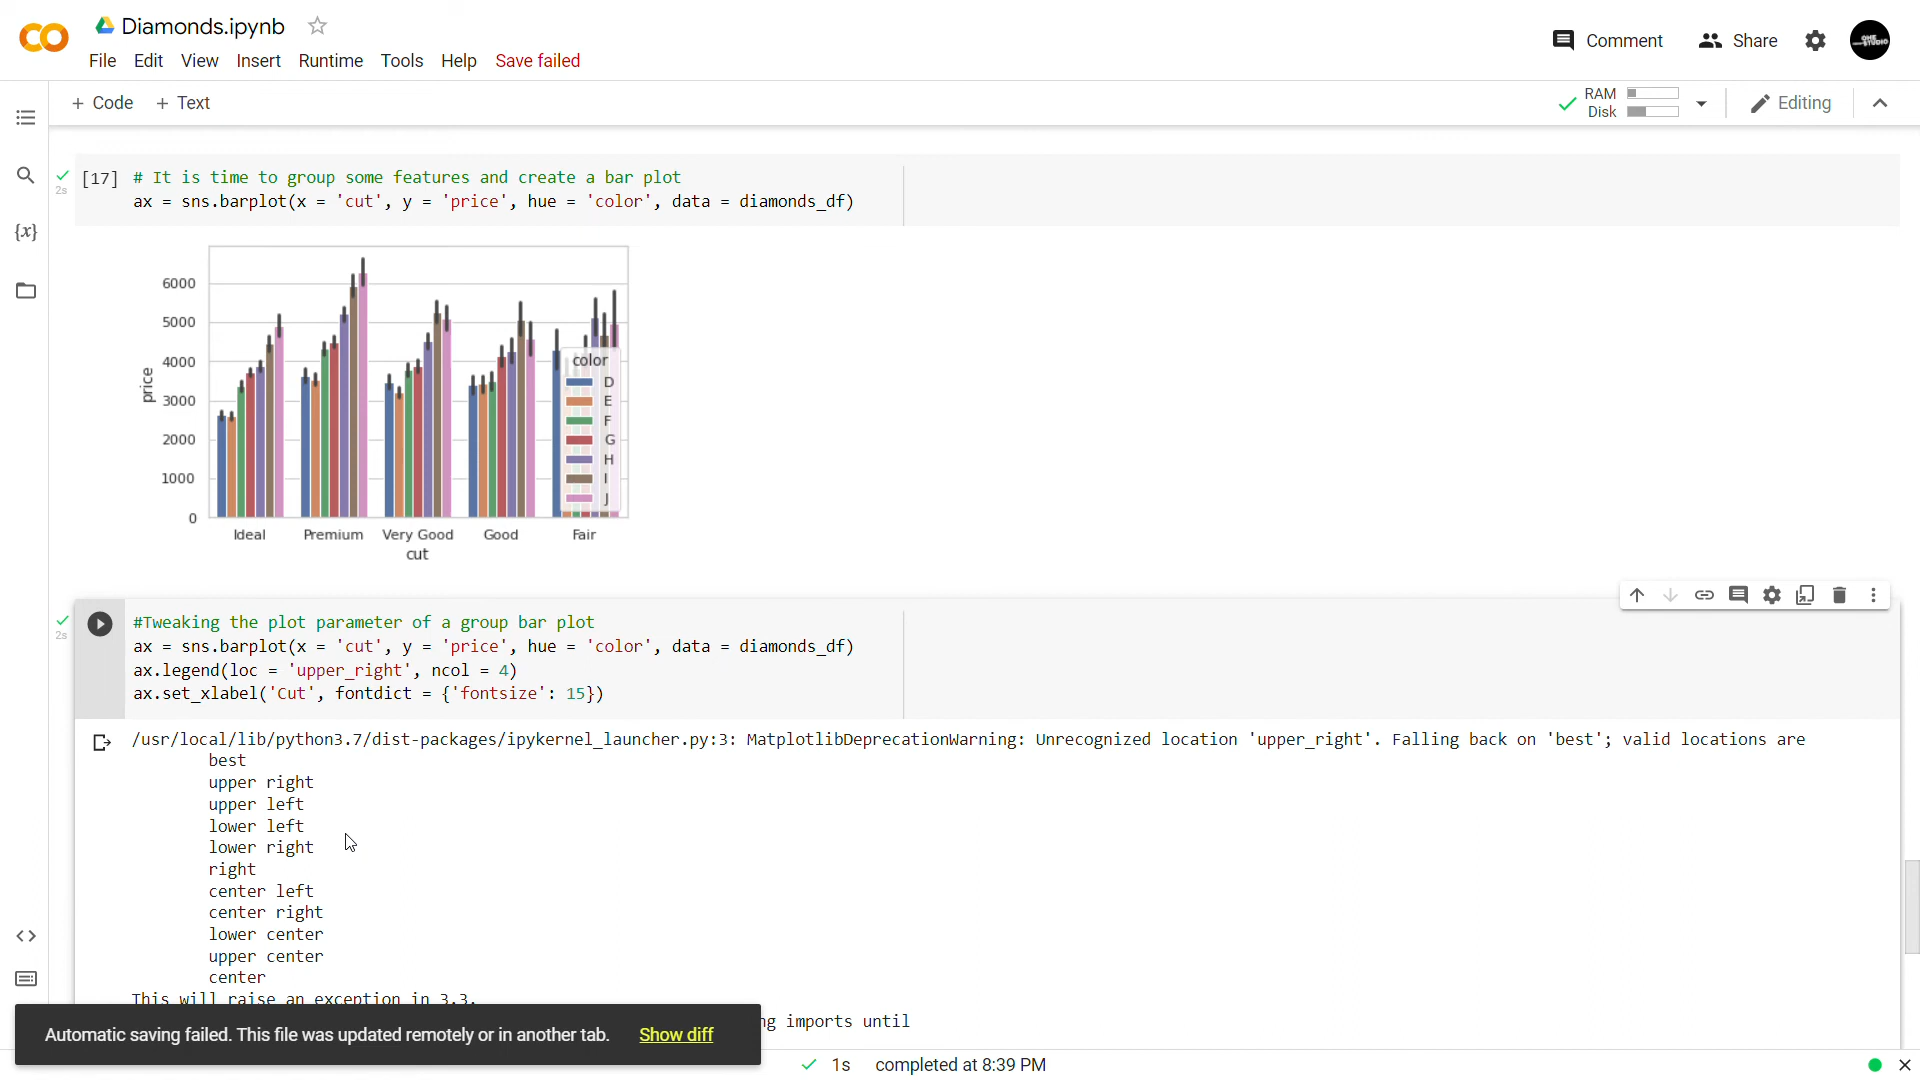 Diamonds.ipynb
File Edit View Insert Runtime Tools Help Save failed
Comment Share
+ Code + Text
RAM
Disk
Editing
2s
[17] # It is time to group some features and create a bar plot
ax = sns.barplot(x = 'cut', y = 'price', hue = 'color', data = diamonds_df)
{x}
6000
5000
4000
3000
2000
1000
0
price
color
D
E
F
G
H
I
J
Ideal Premium Very Good Good Fair
cut
2s
#Tweaking the plot parameter of a group bar plot
ax = sns.barplot(x = 'cut', y = 'price', hue = 'color', data = diamonds_df)
ax.legend(loc = 'upper_right', ncol = 4)
ax.set_xlabel('Cut', fontdict = {'fontsize': 15})
/usr/local/lib/python3.7/dist-packages/ipykernel_launcher.py:3: MatplotlibDeprecationWarning: Unrecognized location 'upper_right'. Falling back on 'best'; valid locations are
best
upper right
upper left
lower left
lower right
right
center left
center right
lower center
upper center
center
This will raise an exception in 3.3.
ng imports until
Automatic saving failed. This file was updated remotely or in another tab. Show diff
1s completed at 8:39 PM